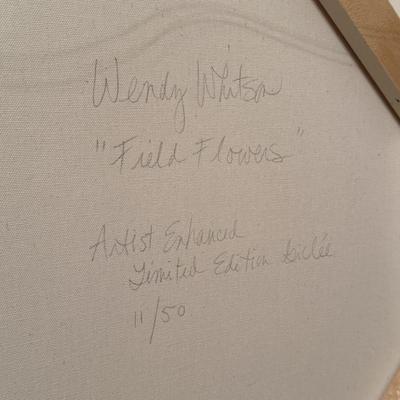 Wendy Whitson
"Field Flowers"
Artist Enhanced
Limited Edition Giclée
11/50